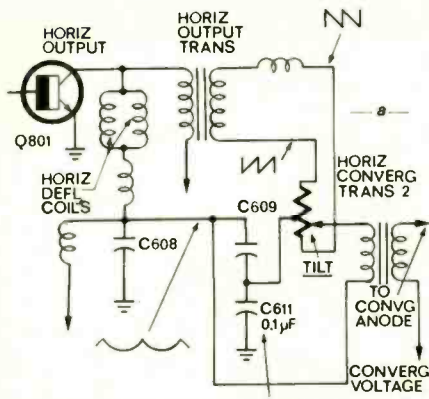 HORIZ
OUTPUT
HORIZ
OUTPUT
TRANS
a
Q801
HORIZ
DEFL
COILS
HORIZ
CONVERG
TRANS 2
C609
TILT
C608
C611
0.1µF
TO
CONVG
ANODE
CONVERG
VOLTAGE